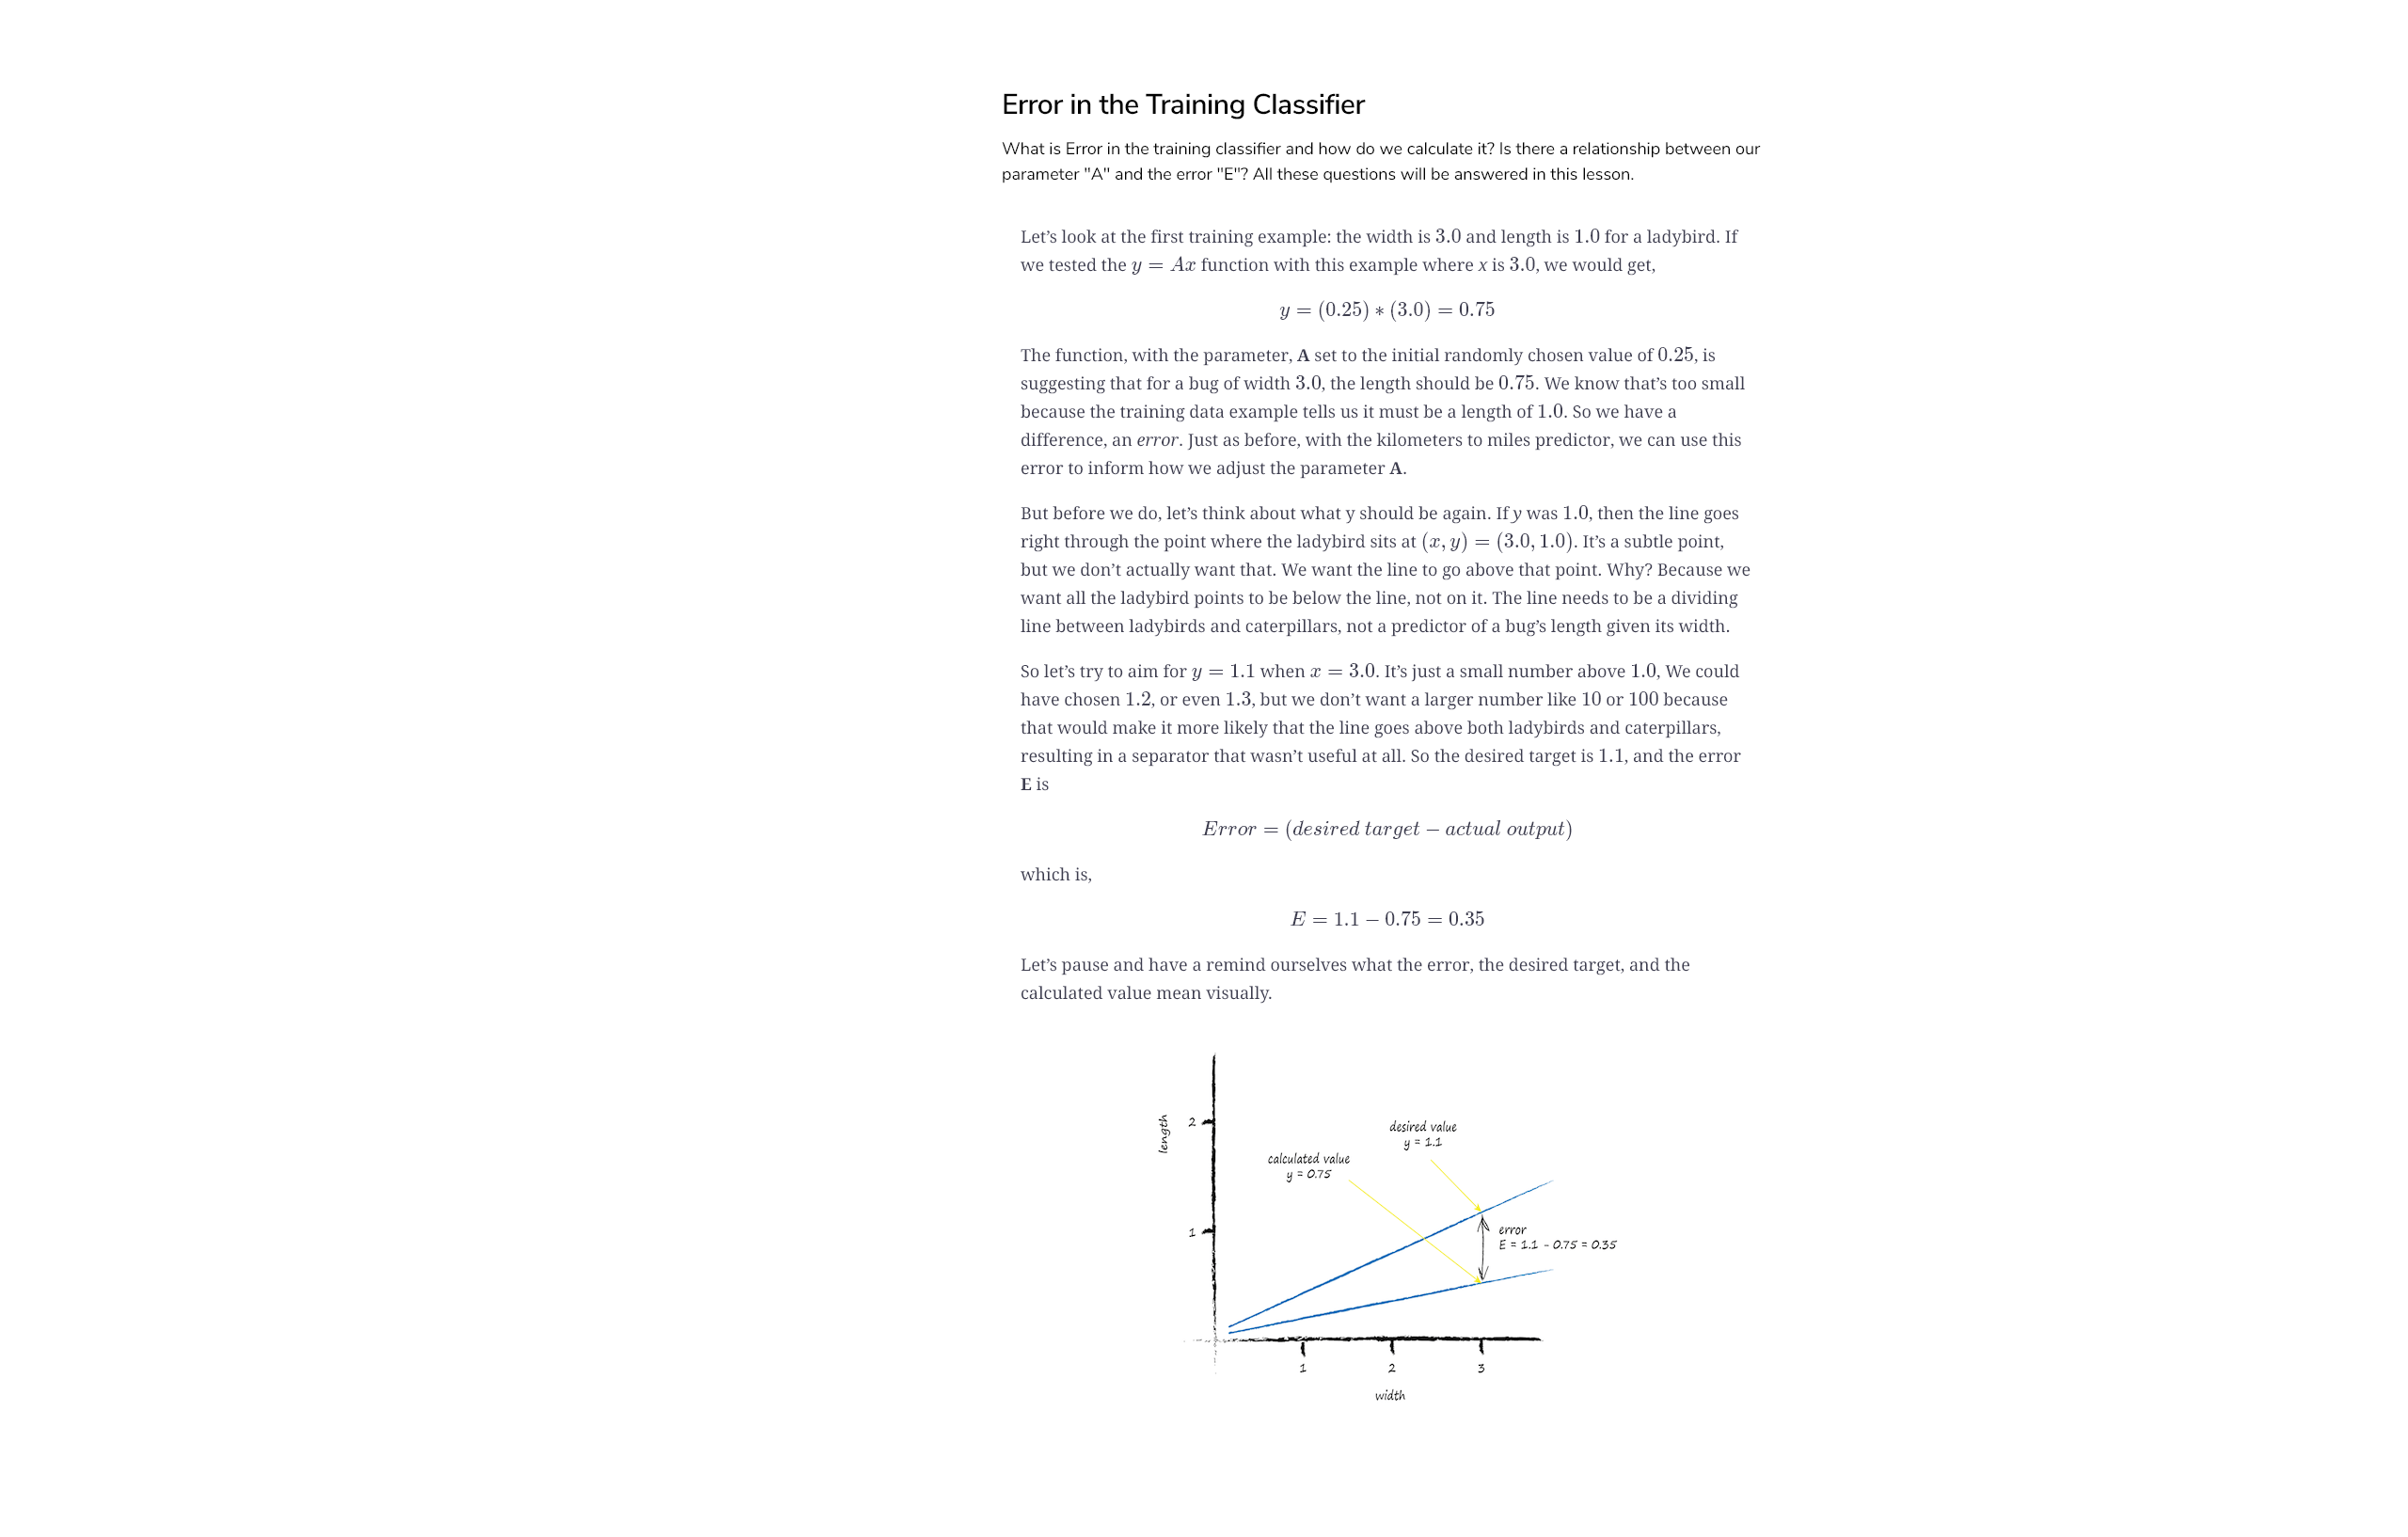 Error in the Training Classifier
What is Error in the training classifier and how do we calculate it? Is there a relationship between our
parameter "A" and the error "E"? All these questions will be answered in this lesson.
Let’s look at the first training example: the width is 3.0 and length is 1.0 for a ladybird. If
we tested the y = Ax function with this example where x is 3.0, we would get,
y = (0.25) ∗ (3.0) = 0.75
The function, with the parameter, A set to the initial randomly chosen value of 0.25, is
suggesting that for a bug of width 3.0, the length should be 0.75. We know that’s too small
because the training data example tells us it must be a length of 1.0. So we have a
difference, an error. Just as before, with the kilometers to miles predictor, we can use this
error to inform how we adjust the parameter A.
But before we do, let’s think about what y should be again. If y was 1.0, then the line goes
right through the point where the ladybird sits at (x, y) = (3.0, 1.0). It’s a subtle point,
but we don’t actually want that. We want the line to go above that point. Why? Because we
want all the ladybird points to be below the line, not on it. The line needs to be a dividing
line between ladybirds and caterpillars, not a predictor of a bug’s length given its width.
So let’s try to aim for y = 1.1 when x = 3.0. It’s just a small number above 1.0, We could
have chosen 1.2, or even 1.3, but we don’t want a larger number like 10 or 100 because
that would make it more likely that the line goes above both ladybirds and caterpillars,
resulting in a separator that wasn’t useful at all. So the desired target is 1.1, and the error
E is
Error = (desired target − actual output)
which is,
E = 1.1 − 0.75 = 0.35
Let’s pause and have a remind ourselves what the error, the desired target, and the
calculated value mean visually.
length
2
1
desired value
y = 1.1
calculated value
y = 0.75
error
E = 1.1 - 0.75 = 0.35
1
2
3
width